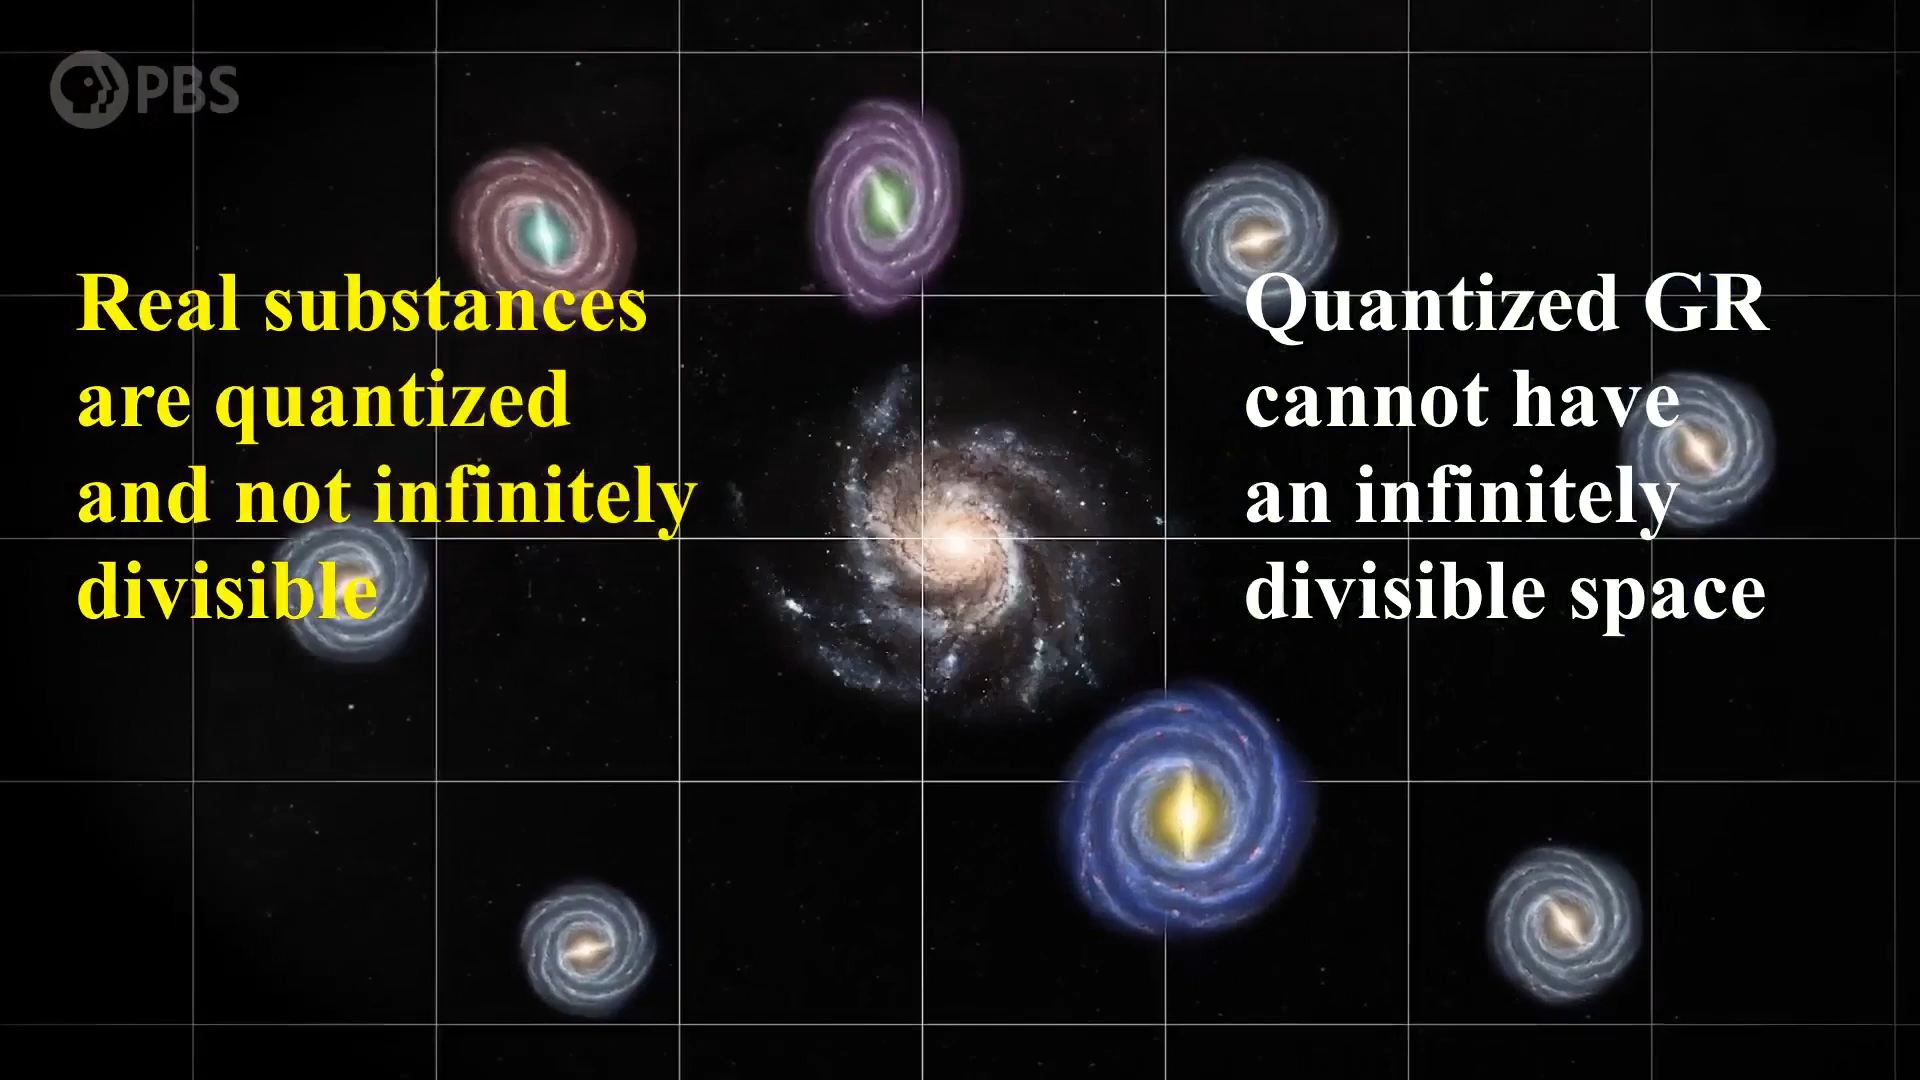 PBS
Real substances
are quantized
and not infinitely
divisible
Quantized GR
cannot have
an infinitely
divisible space